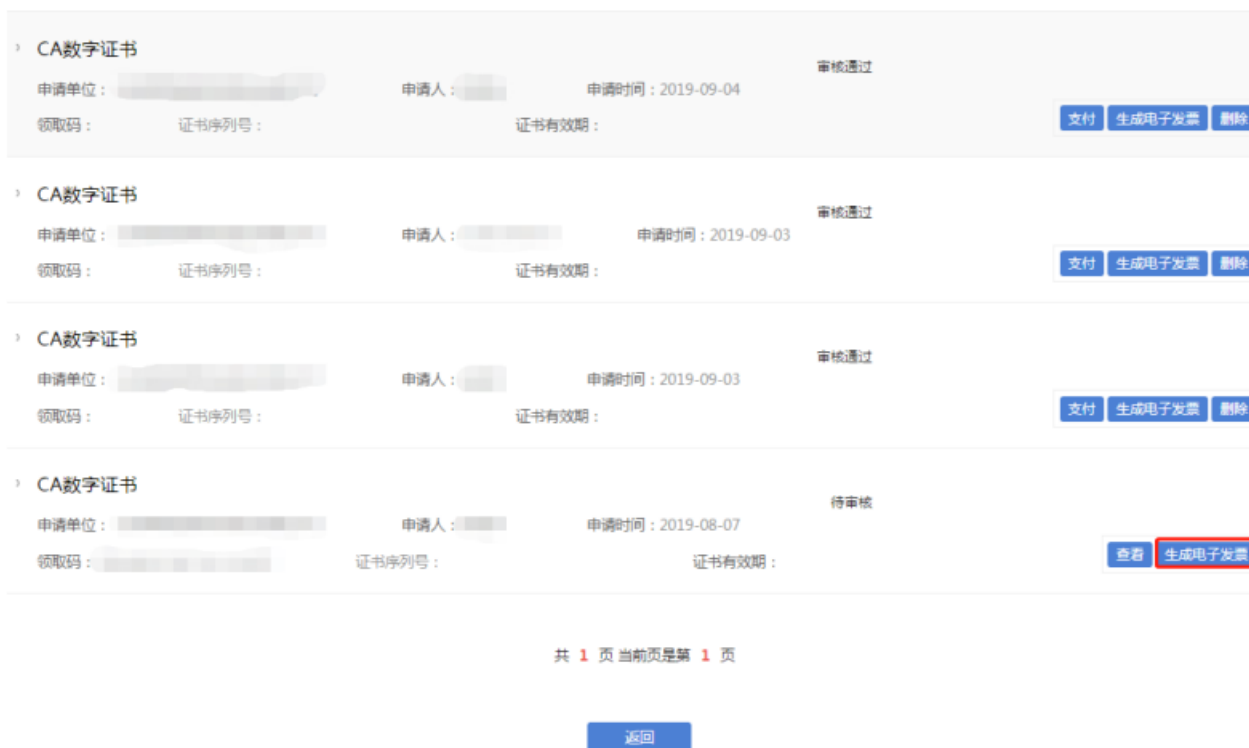 CA数字证书
审核通过
申请单位： 申请人： 申请时间：2019-09-04
领取码： 证书序列号： 证书有效期：
支付 生成电子发票 删除
CA数字证书
审核通过
申请单位： 申请人： 申请时间：2019-09-03
领取码： 证书序列号： 证书有效期：
支付 生成电子发票 删除
CA数字证书
审核通过
申请单位： 申请人： 申请时间：2019-09-03
领取码： 证书序列号： 证书有效期：
支付 生成电子发票 删除
CA数字证书
待审核
申请单位： 申请人： 申请时间：2019-08-07
领取码： 证书序列号： 证书有效期：
查看 生成电子发票
共 1 页 当前页是第 1 页
返回